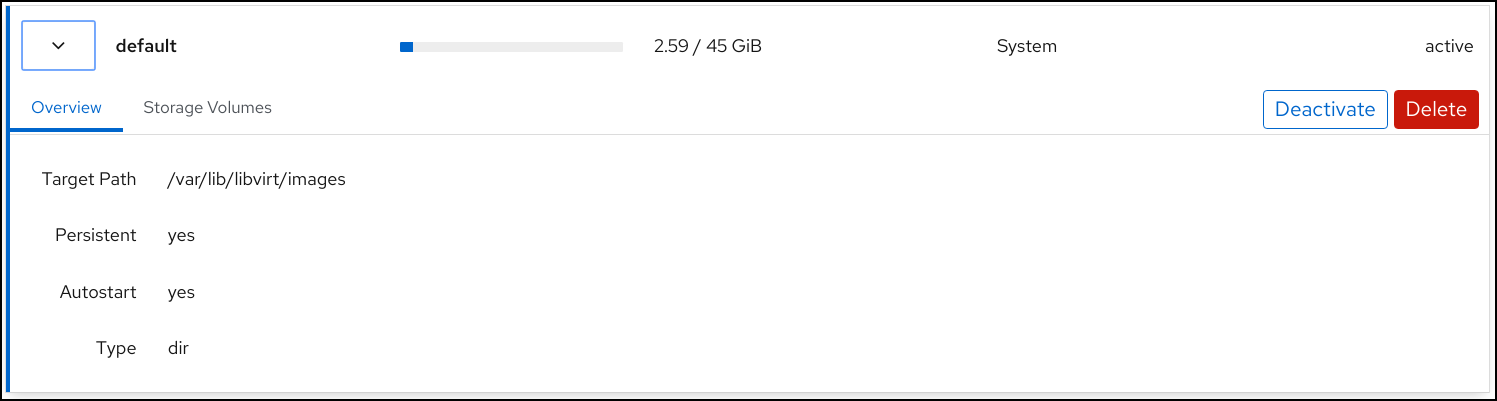 default 2.59 / 45 GiB System active
Overview Storage Volumes Deactivate Delete
Target Path /var/lib/libvirt/images
Persistent yes
Autostart yes
Type dir